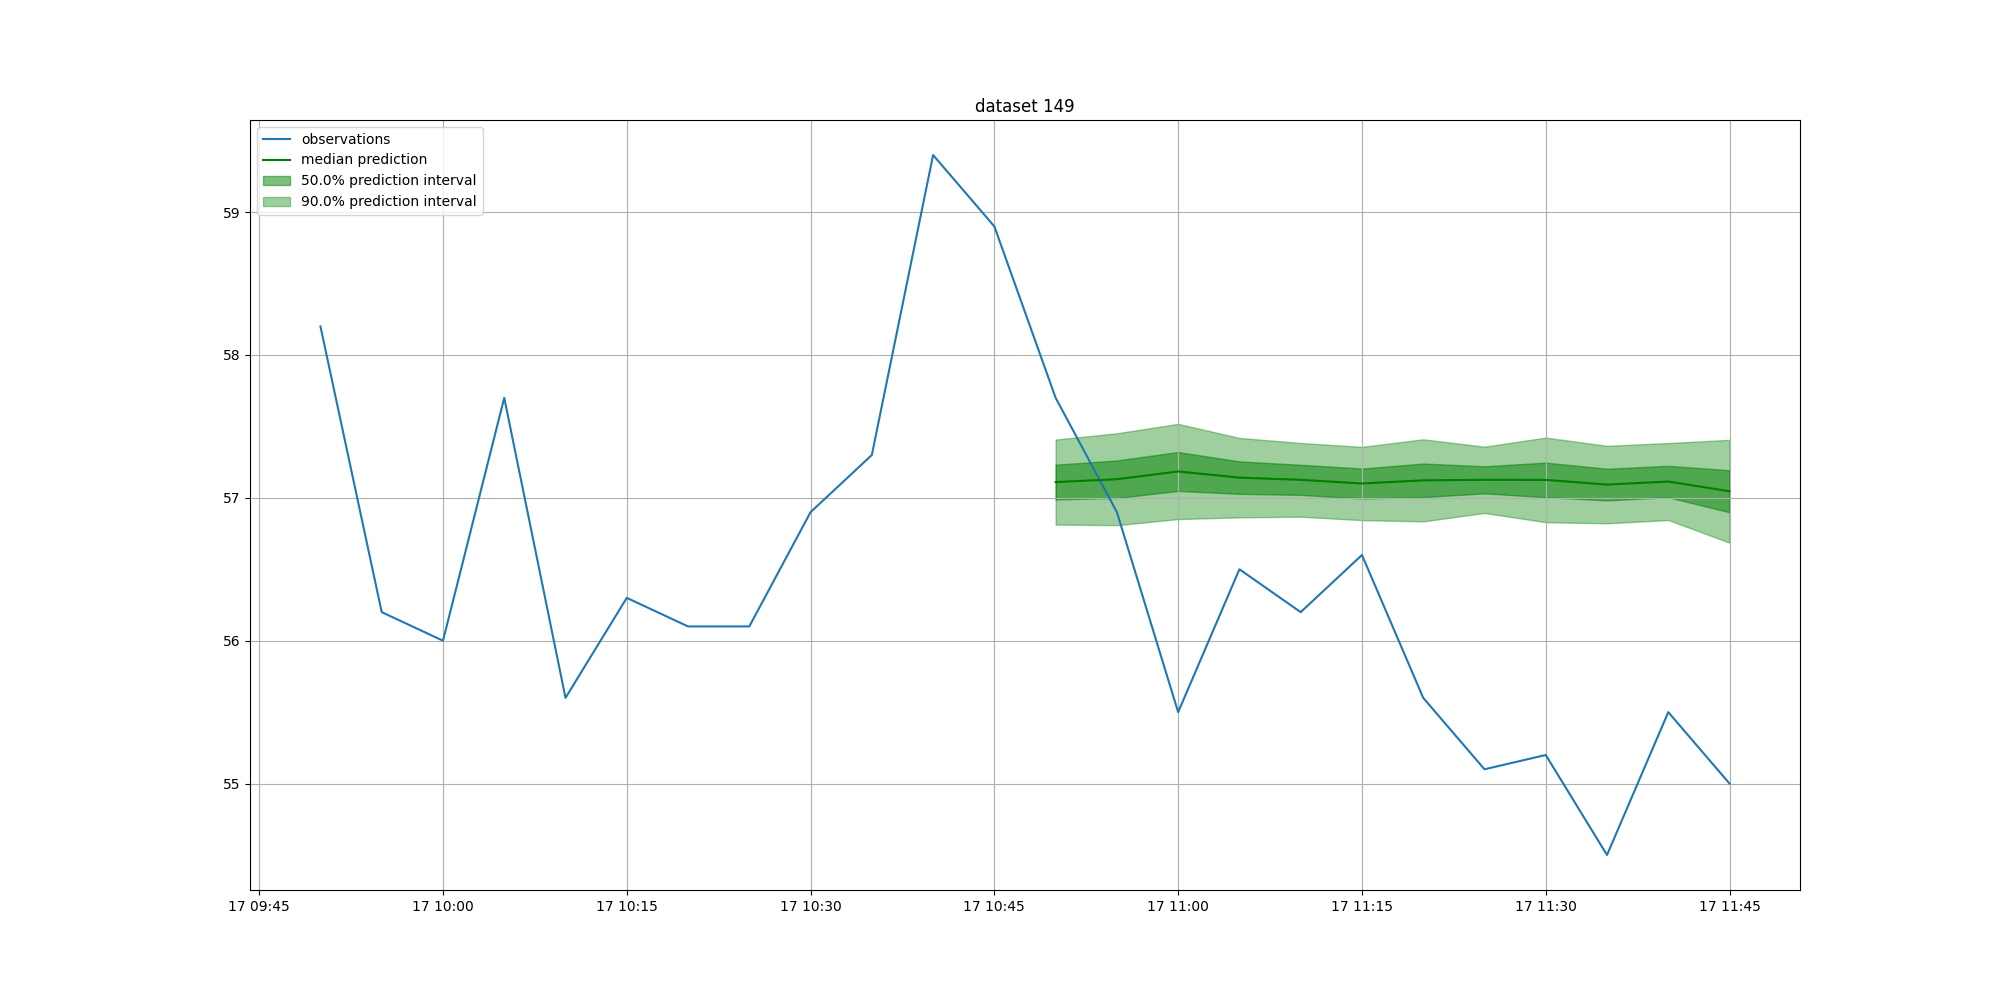 dataset 149
observations
median prediction
50.0% prediction interval
90.0% prediction interval
59
58
57
56
55
17 09:45 17 10:00 17 10:15 17 10:30 17 10:45 17 11:00 17 11:15 17 11:30 17 11:45